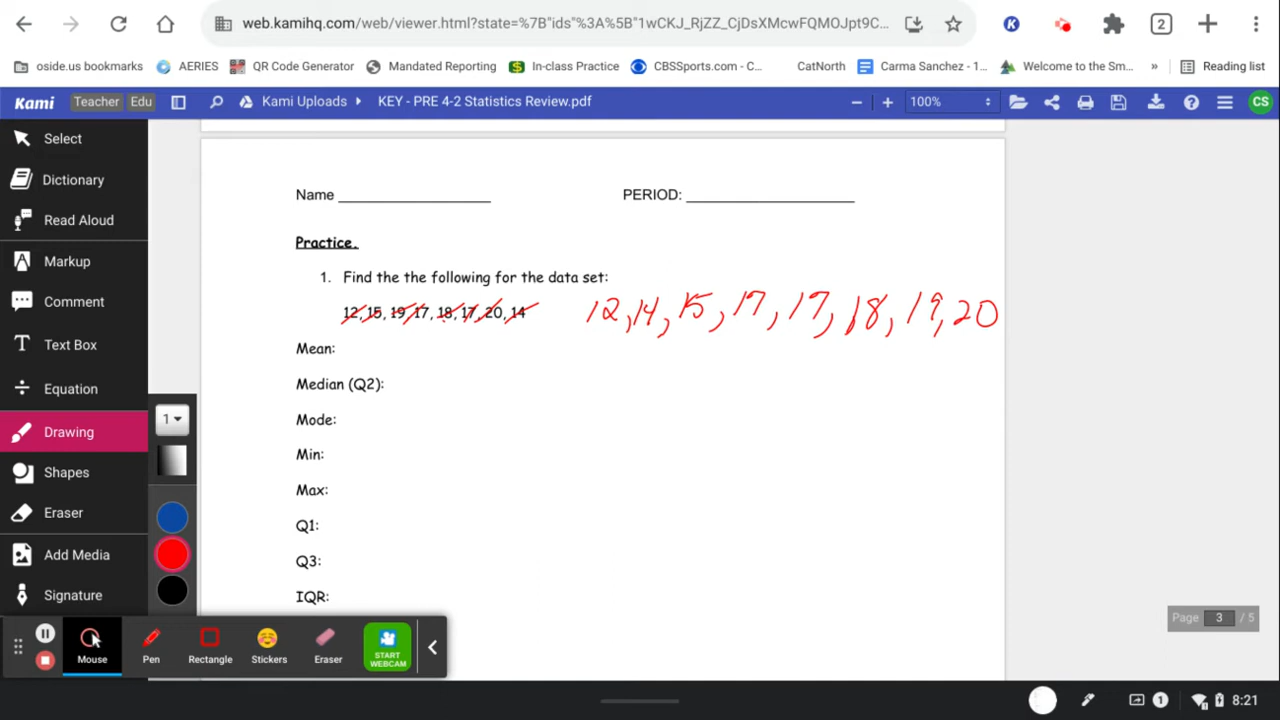 web.kamihq.com/web/viewer.html?state=%7B"ids"%3A%5B"1wCKJ_RjZZ_CjDsXMcwFQMOJpt9C...
2
oside.us bookmarks AERIES QR Code Generator Mandated Reporting In-class Practice CBSSports.com - C... CatNorth Carma Sanchez - 1... Welcome to the Sm... » Reading list
Kami Teacher Edu Kami Uploads KEY - PRE 4-2 Statistics Review.pdf 100% CS
Select
Dictionary
Read Aloud
Markup
Comment
Text Box
Equation
Drawing
Shapes
Eraser
Add Media
Signature
1
Name ___________________ PERIOD: _____________________
Practice.
1. Find the the following for the data set:
12, 15, 19, 17, 18, 17, 20, 14 12, 14, 15, 17, 17, 18, 19, 20
Mean:
Median (Q2):
Mode:
Min:
Max:
Q1:
Q3:
IQR:
Page 3 / 5
Mouse Pen Rectangle Stickers Eraser START WEBCAM
1 8:21